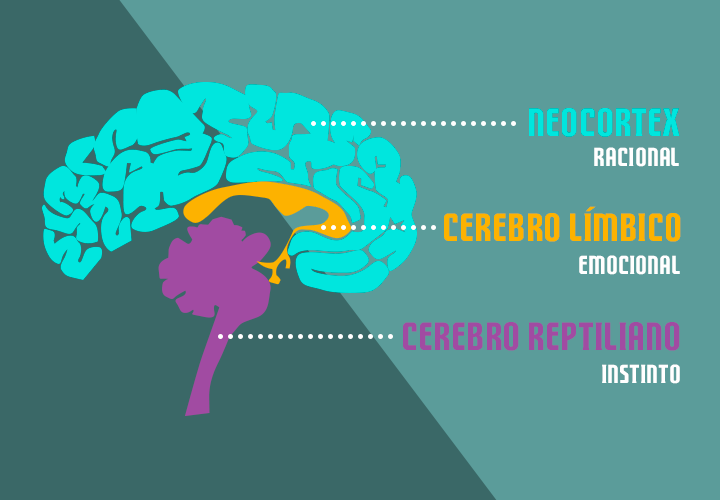 NEOCORTEX
RACIONAL
CEREBRO LÍMBICO
EMOCIONAL
CEREBRO REPTILIANO
INSTINTO